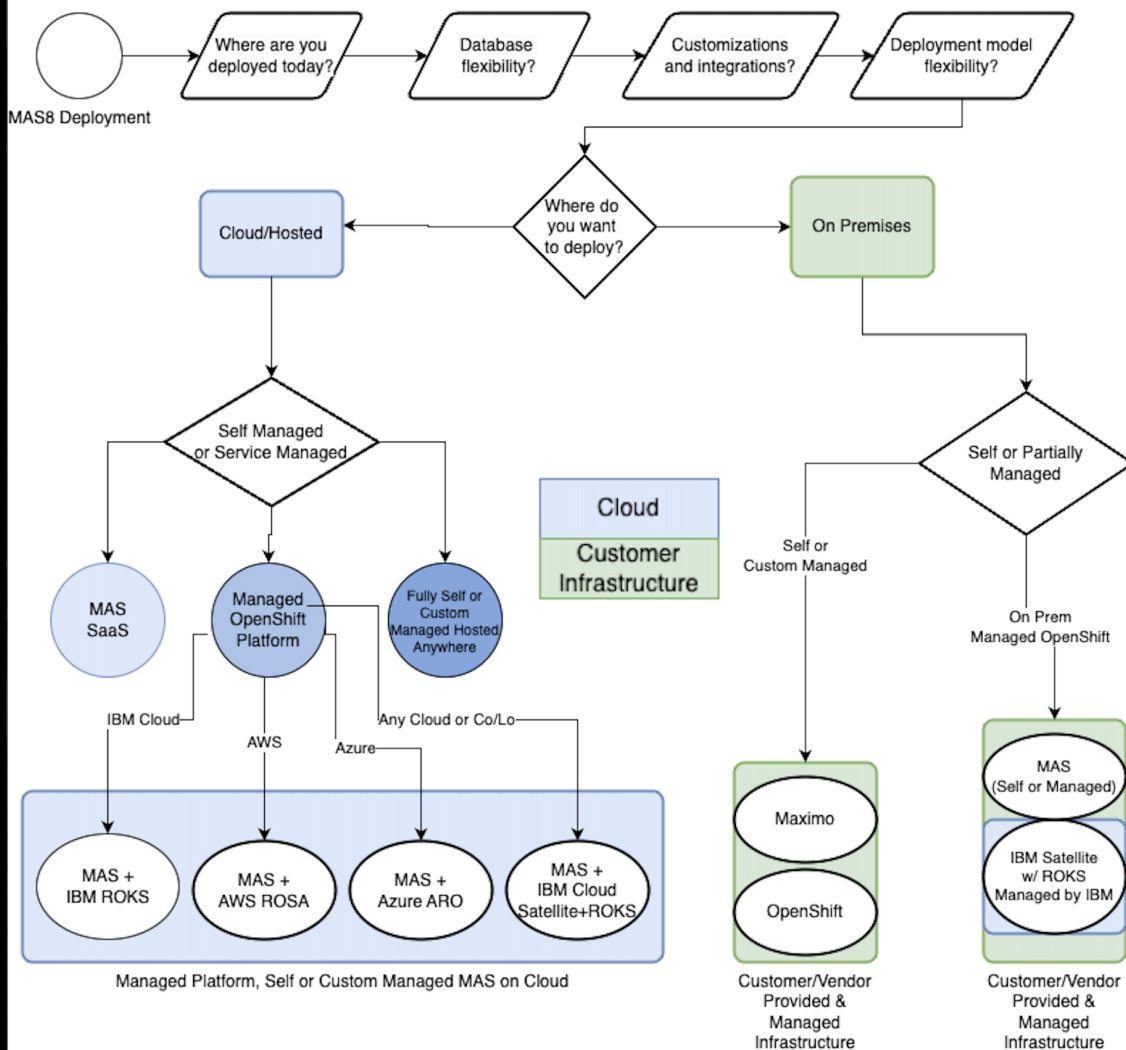 Where are you
deployed today?
Database
flexibility?
Customizations
and integrations?
Deployment model
flexibility?
MAS8 Deployment
Where do
you want
to deploy?
Cloud/Hosted
On Premises
Self Managed
or Service Managed
Self or Partially
Managed
Cloud
Customer
Infrastructure
Self or
Custom Managed
On Prem
Managed OpenShift
MAS
SaaS
Managed
OpenShift
Platform
Fully Self or
Custom
Managed Hosted
Anywhere
IBM Cloud
AWS
Azure
Any Cloud or Co/Lo
MAS +
IBM ROKS
MAS +
AWS ROSA
MAS +
Azure ARO
MAS +
IBM Cloud
Satellite+ROKS
Managed Platform, Self or Custom Managed MAS on Cloud
Maximo
OpenShift
Customer/Vendor
Provided &
Managed
Infrastructure
MAS
(Self or Managed)
IBM Satellite
w/ ROKS
Managed by IBM
Customer/Vendor
Provided &
Managed
Infrastructure